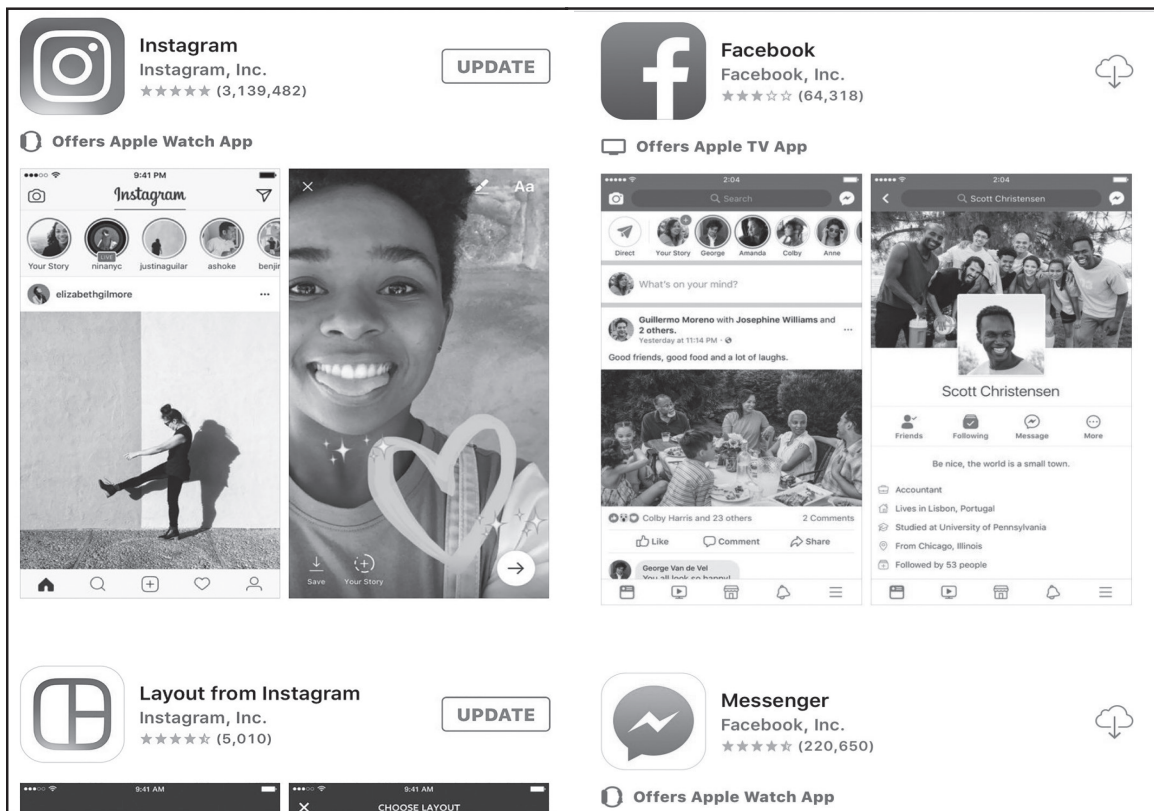 Instagram
Instagram, Inc.
UPDATE
★★★★★ (3,139,482)
Offers Apple Watch App
9:41 PM
Instagram
Your Story
LIVE
ninanyc
justinaguilar
ashoke
benjir
elizabethgilmore
Aa
Save
Your Story
Layout from Instagram
Instagram, Inc.
UPDATE
(5,010)
9:41 AM
9:41 AM
CHOOSE LAYOUT
Facebook
Facebook, Inc.
★★★☆☆ (64,318)
Offers Apple TV App
2:04
Search
Direct
Your Story
George
Amanda
Colby
Anne
What's on your mind?
Guillermo Moreno with Josephine Williams and
2 others.
Yesterday at 11:14 PM
Good friends, good food and a lot of laughs.
Colby Harris and 23 others
2 Comments
Like
Comment
Share
George Van de Vel
You all look so happy!
2:04
Scott Christensen
Scott Christensen
Friends
Following
Message
More
Be nice, the world is a small town.
Accountant
Lives in Lisbon, Portugal
Studied at University of Pennsylvania
From Chicago, Illinois
Followed by 53 people
Messenger
Facebook, Inc.
(220,650)
Offers Apple Watch App